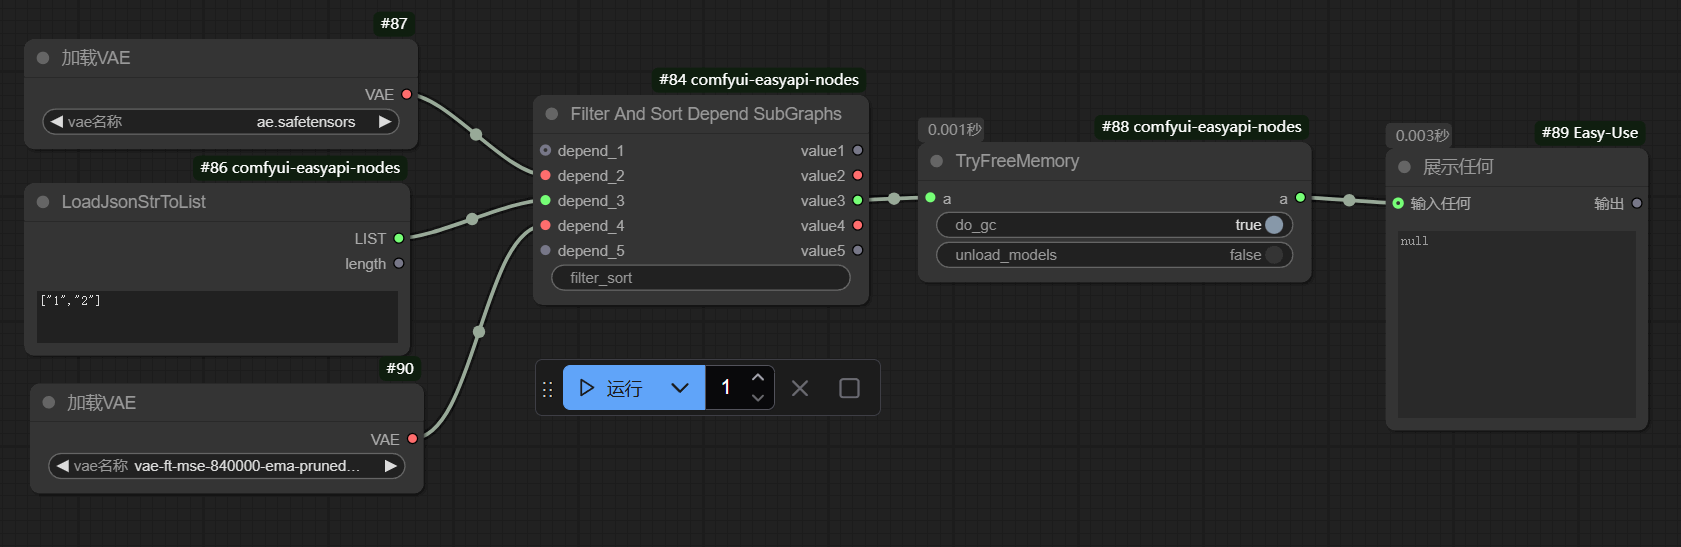 #87
加载VAE
VAE
vae名称 ae.safetensors
#86 comfyui-easyapi-nodes
LoadJsonStrToList
LIST
length
["1","2"]
#90
加载VAE
VAE
vae名称 vae-ft-mse-840000-ema-pruned...
#84 comfyui-easyapi-nodes
Filter And Sort Depend SubGraphs
depend_1 value1
depend_2 value2
depend_3 value3
depend_4 value4
depend_5 value5
filter_sort
运行 1
0.001秒
#88 comfyui-easyapi-nodes
TryFreeMemory
a a
do_gc true
unload_models false
0.003秒
#89 Easy-Use
展示任何
输入任何 输出
null